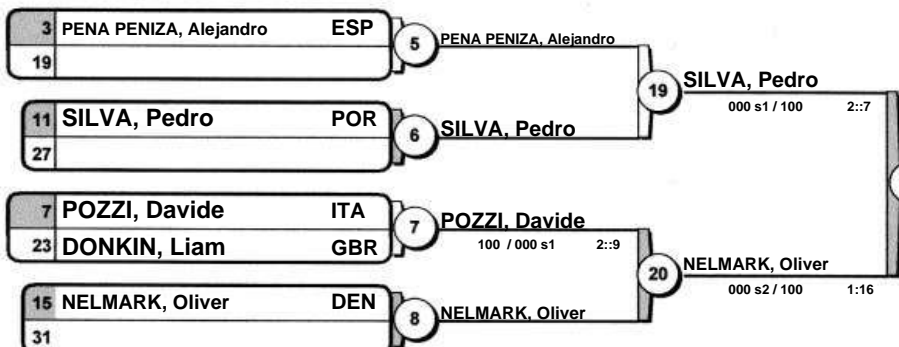 3 PENA PENIZA, Alejandro ESP
19
5 PENA PENIZA, Alejandro
19 SILVA, Pedro
000 s1 / 100 2::7
11 SILVA, Pedro POR
27
6 SILVA, Pedro
7 POZZI, Davide ITA
23 DONKIN, Liam GBR
7 POZZI, Davide
100 / 000 s1 2::9
20 NELMARK, Oliver
000 s2 / 100 1:16
15 NELMARK, Oliver DEN
31
8 NELMARK, Oliver